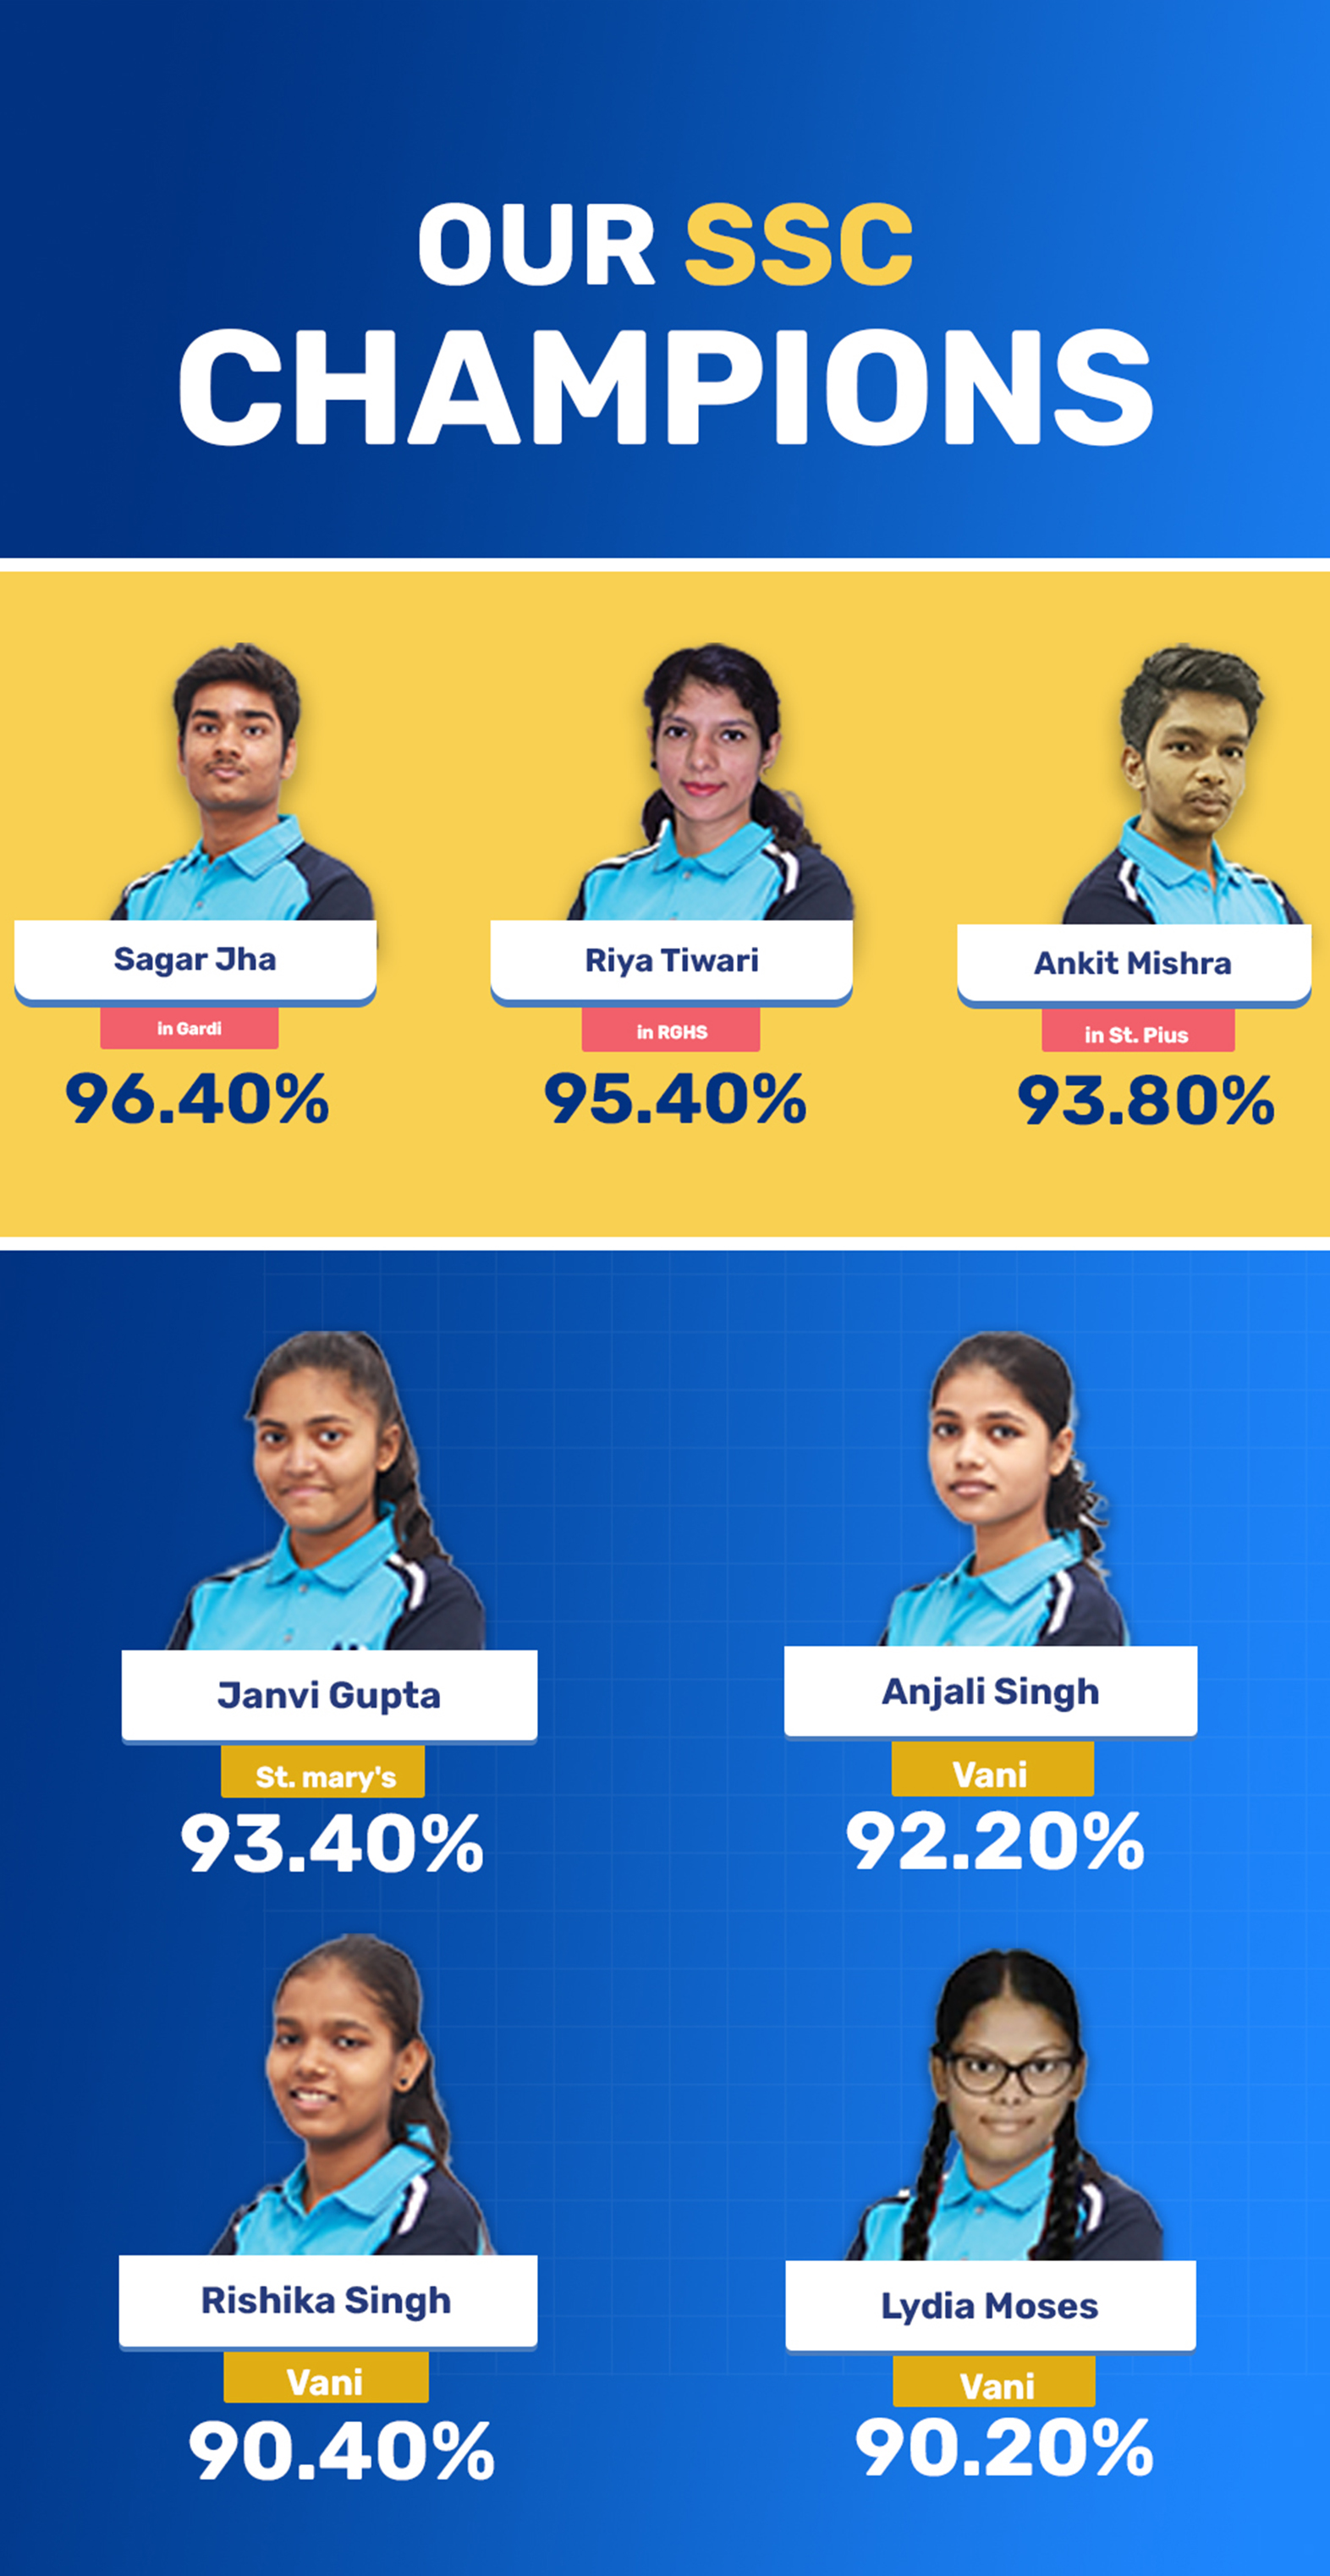 OUR SSC
CHAMPIONS
Sagar Jha
in Gardi
96.40%
Riya Tiwari
in RGHS
95.40%
Ankit Mishra
in St. Pius
93.80%
Janvi Gupta
St. mary's
93.40%
Anjali Singh
Vani
92.20%
Rishika Singh
Vani
90.40%
Lydia Moses
Vani
90.20%